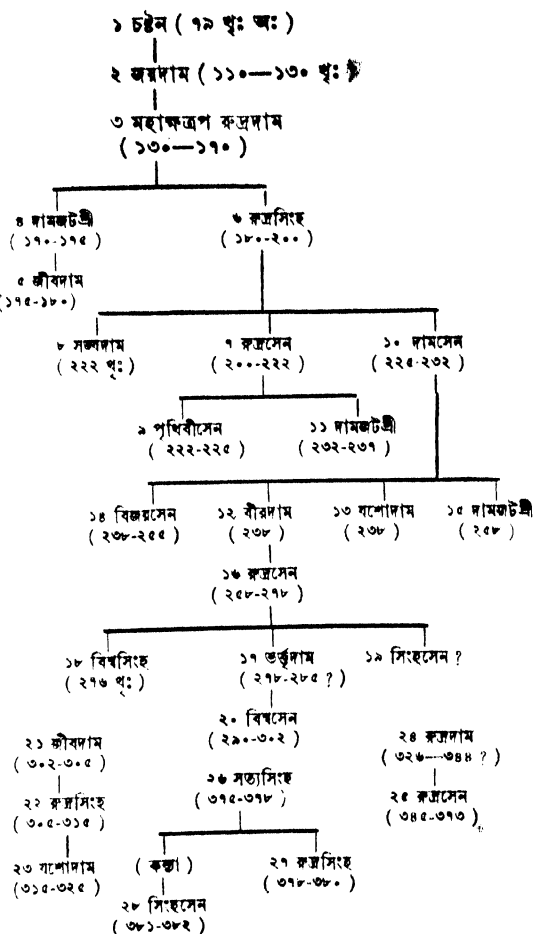 ১ চষ্টন ( ৭৯ খৃঃ অঃ )
২ জয়দাম ( ১১০—১৩০ খৃঃ )
৩ মহাক্ষত্রপ রুদ্রদাম
( ১৩০—১৭০ )
৪ দামজটশ্রী
( ১৭০-১৭৫ )
৬ রুদ্রসিংহ
( ১৮০-২০০ )
৫ জীবদাম
(১৭৫-১৮০)
৮ সঙ্ঘদাম
( ২২২ খৃঃ )
৭ রুদ্রসেন
( ২০০-২২২ )
১০ দামসেন
( ২২৫-২৩২ )
৯ পৃথিবীসেন
( ২২২-২২৫ )
১১ দামজটশ্রী
( ২৩২-২৩৭ )
১৪ বিজয়সেন
( ২৩৮-২৫৫ )
১২ বীরদাম
( ২৩৮ )
১৩ যশোদাম
( ২৩৮ )
১৫ দামজটশ্রী
( ২৫৮ )
১৬ রুদ্রসেন
( ২৫৮-২৭৮ )
১৮ বিশ্বসিংহ
( ২৭৬ খৃঃ )
১৭ ভর্ত্তৃদাম
( ২৭৮-২৮৫ ? )
১৯ সিংহসেন ?
২০ বিশ্বসেন
( ২৯০-৩০২ )
২১ জীবদাম
( ৩০২-৩০৫ )
২৪ রুদ্রদাম
( ৩২৬—৩৪৪ ? )
২২ রুদ্রসিংহ
( ৩০৫-৩১৫ )
২৬ সত্যসিংহ
( ৩৭৫-৩৭৮ )
২৫ রুদ্রসেন
( ৩৪৫-৩৭৩ )
২৩ যশোদাম
( ৩১৫-৩২৫ )
( কন্যা )
২৭ রুদ্রসিংহ
( ৩৭৮-৩৮০ )
২৮ সিংহসেন
( ৩৮১-৩৮২ )